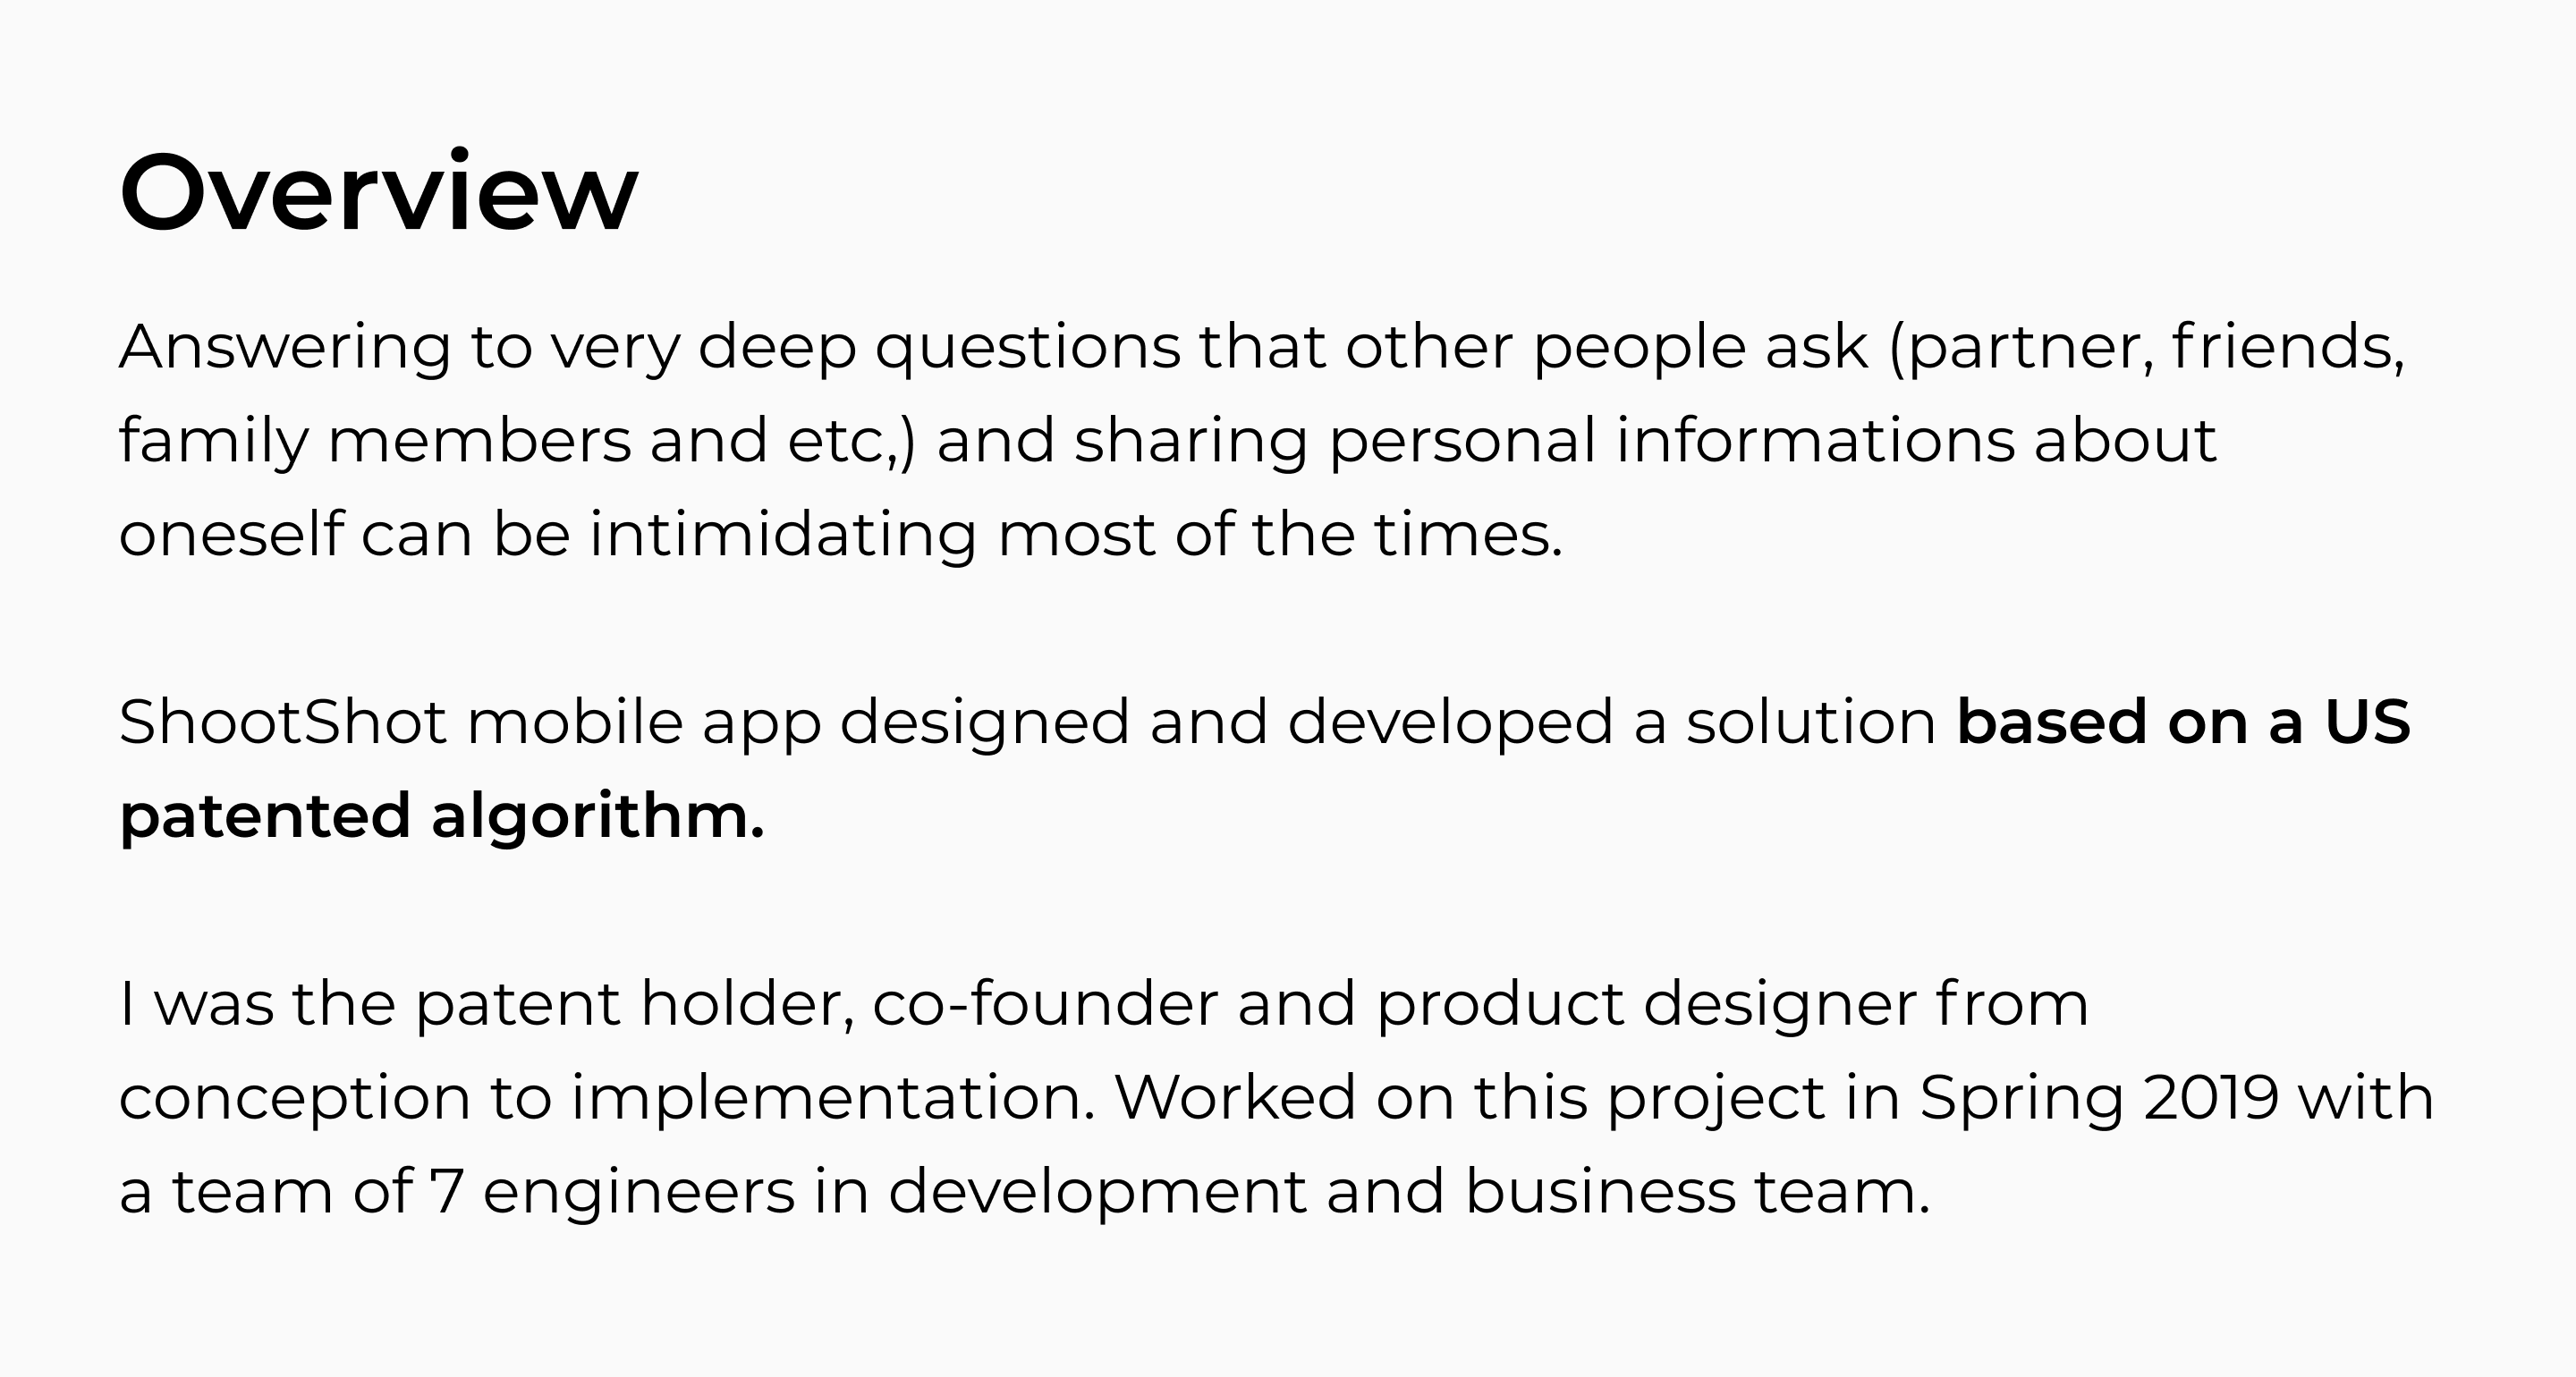 Overview
Answering to very deep questions that other people ask (partner, friends,
family members and etc,) and sharing personal informations about
oneself can be intimidating most of the times.
ShootShot mobile app designed and developed a solution based on a US
patented algorithm.
I was the patent holder, co-founder and product designer from
conception to implementation. Worked on this project in Spring 2019 with
a team of 7 engineers in development and business team.